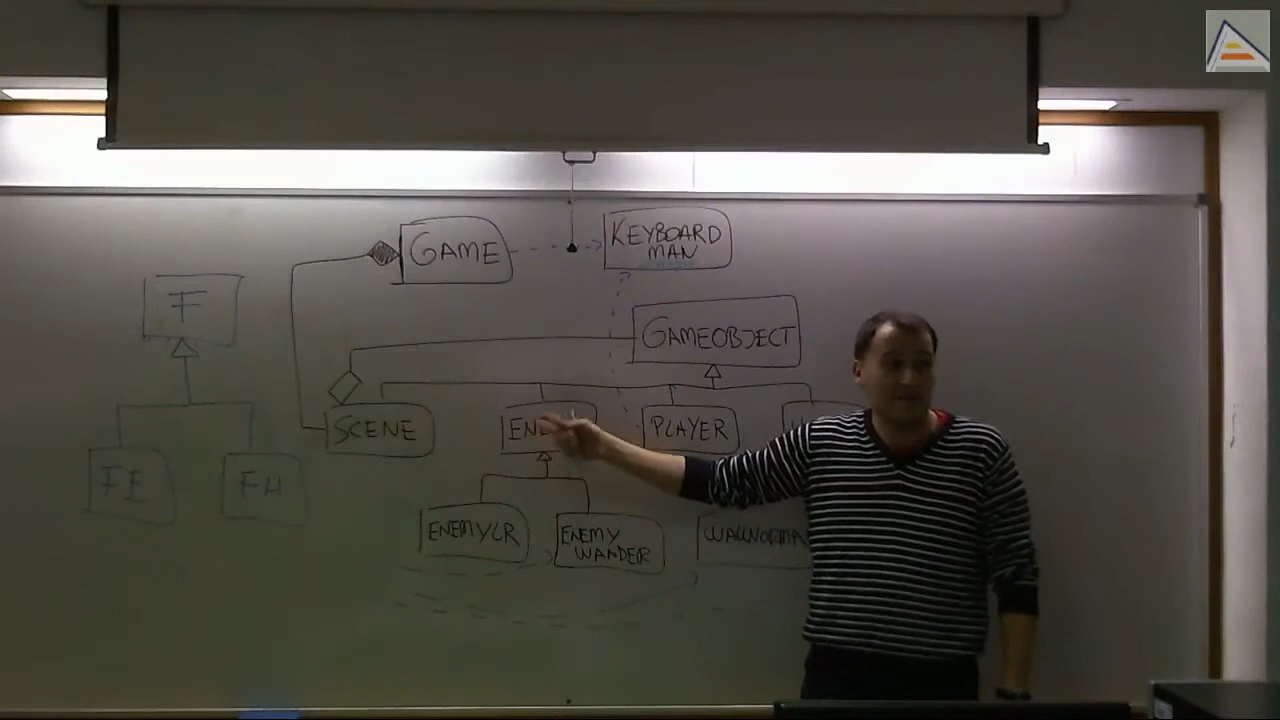 GAME
KEYBOARD
MAN
F
GAMEOBJECT
SCENE
PLAYER
FE
FH
ENEMYLR
ENEMY
WANDER